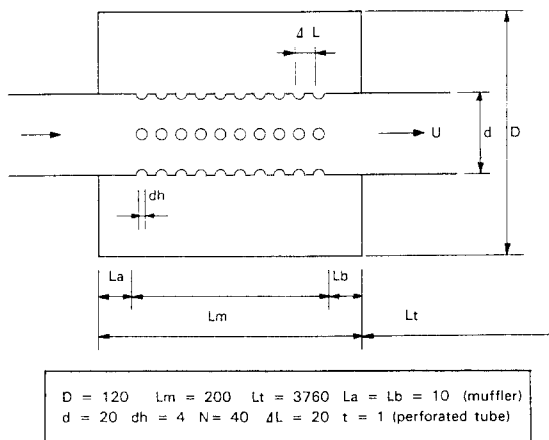 Δ L
U
d
D
dh
La
Lb
Lm
Lt
D = 120 Lm = 200 Lt = 3760 La = Lb = 10 (muffler)
d = 20 dh = 4 N= 40 ΔL = 20 t = 1 (perforated tube)